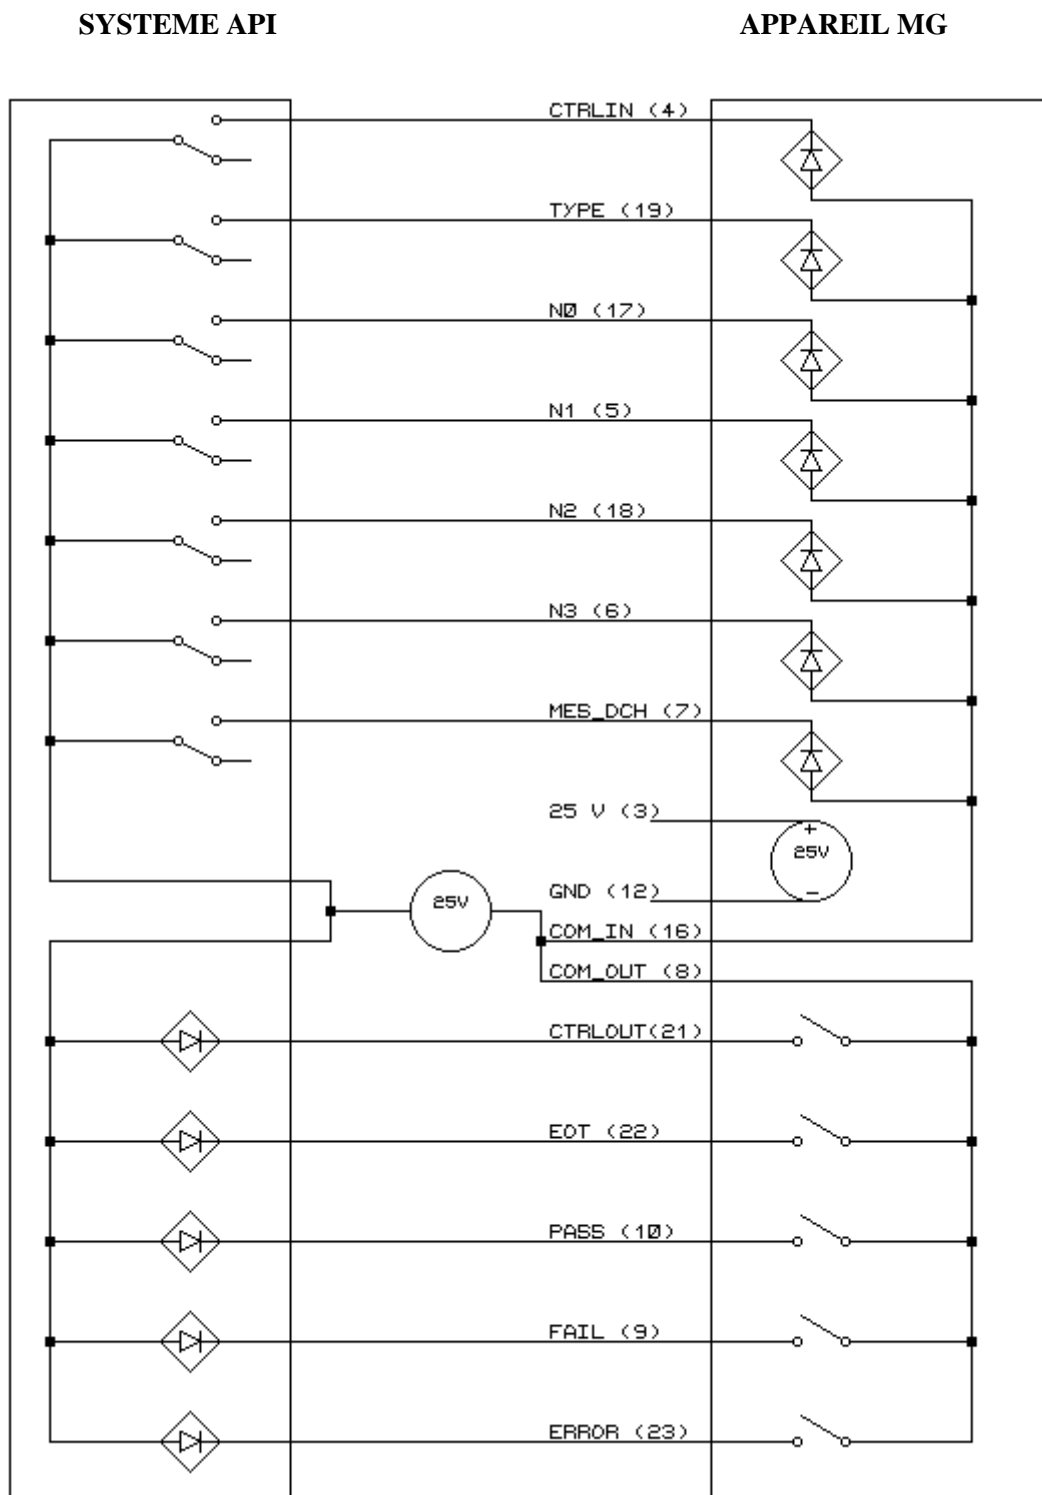 SYSTEME API
APPAREIL MG
CTRLIN (4)
TYPE (19)
N0 (17)
N1 (5)
N2 (18)
N3 (6)
MES_DCH (7)
25 V (3)
+
25V
-
GND (12)
25V
COM_IN (16)
COM_OUT (8)
CTRLOUT(21)
EOT (22)
PASS (10)
FAIL (9)
ERROR (23)